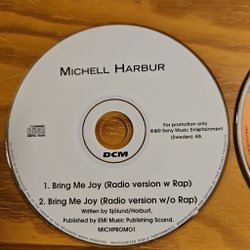 MICHELL HARBUR
For promotion only.
℗&© Sony Music Entertainment
(Sweden) AB.
DCM
1. Bring Me Joy (Radio version w Rap)
2. Bring Me Joy (Radio version w/o Rap)
Written by Sjölund/Harburl,
Published by EMI Music Publishing Scand.
MICHPROMO1